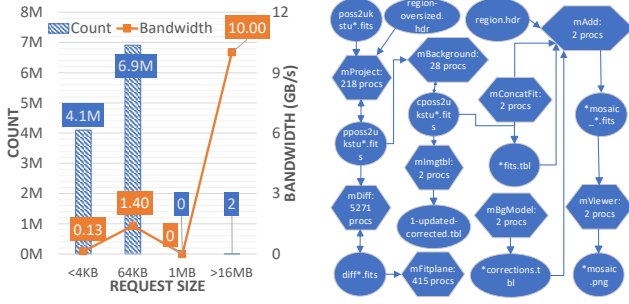 8M
7M
6M
5M
4M
3M
2M
1M
0M
COUNT
Count
Bandwidth
4.1M
6.9M
0
2
0.13
1.40
0
10.00
12
9
6
3
0
BANDWIDTH (GB/s)
<4KB
64KB
1MB
>16MB
REQUEST SIZE
poss2uk
stu*.fits
region-
oversized.
hdr
region.hdr
mAdd:
2 procs
mBackground:
28 procs
mProject:
218 procs
mConcatFit:
2 procs
*mosaic
_*.fits
cposs2u
kstu*.fit
s
pposs2u
kstu*.fit
s
mImgtbl:
2 procs
*fits.tbl
mDiff:
5271
procs
mBgModel:
2 procs
mViewer:
2 procs
1-updated-
corrected.tbl
diff*.fits
mFitplane:
415 procs
*corrections.t
bl
*mosaic
.png